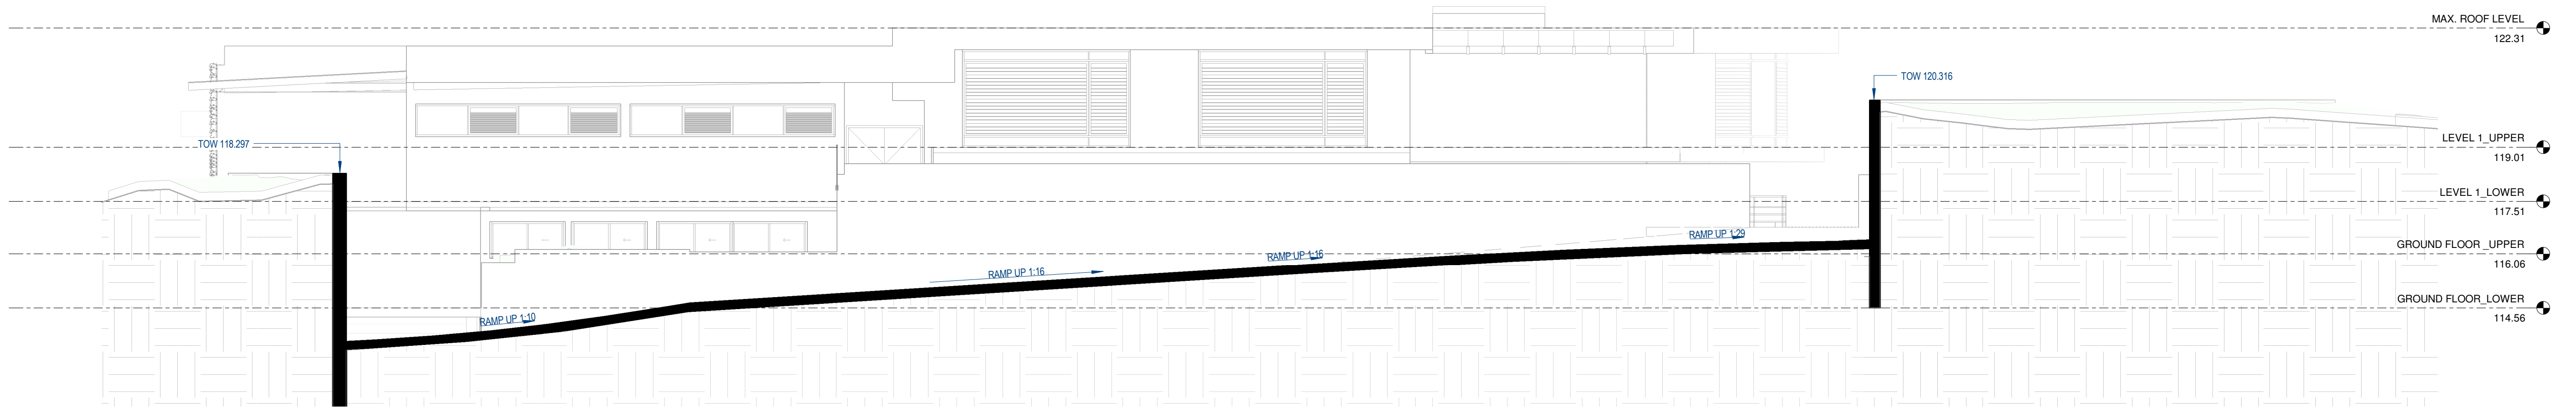 MAX. ROOF LEVEL
122.31
TOW 120.316
TOW 118.297
LEVEL 1_UPPER
119.01
LEVEL 1_LOWER
117.51
RAMP UP 1:29
GROUND FLOOR _UPPER
116.06
RAMP UP 1:16
RAMP UP 1:16
GROUND FLOOR_LOWER
114.56
RAMP UP 1:10